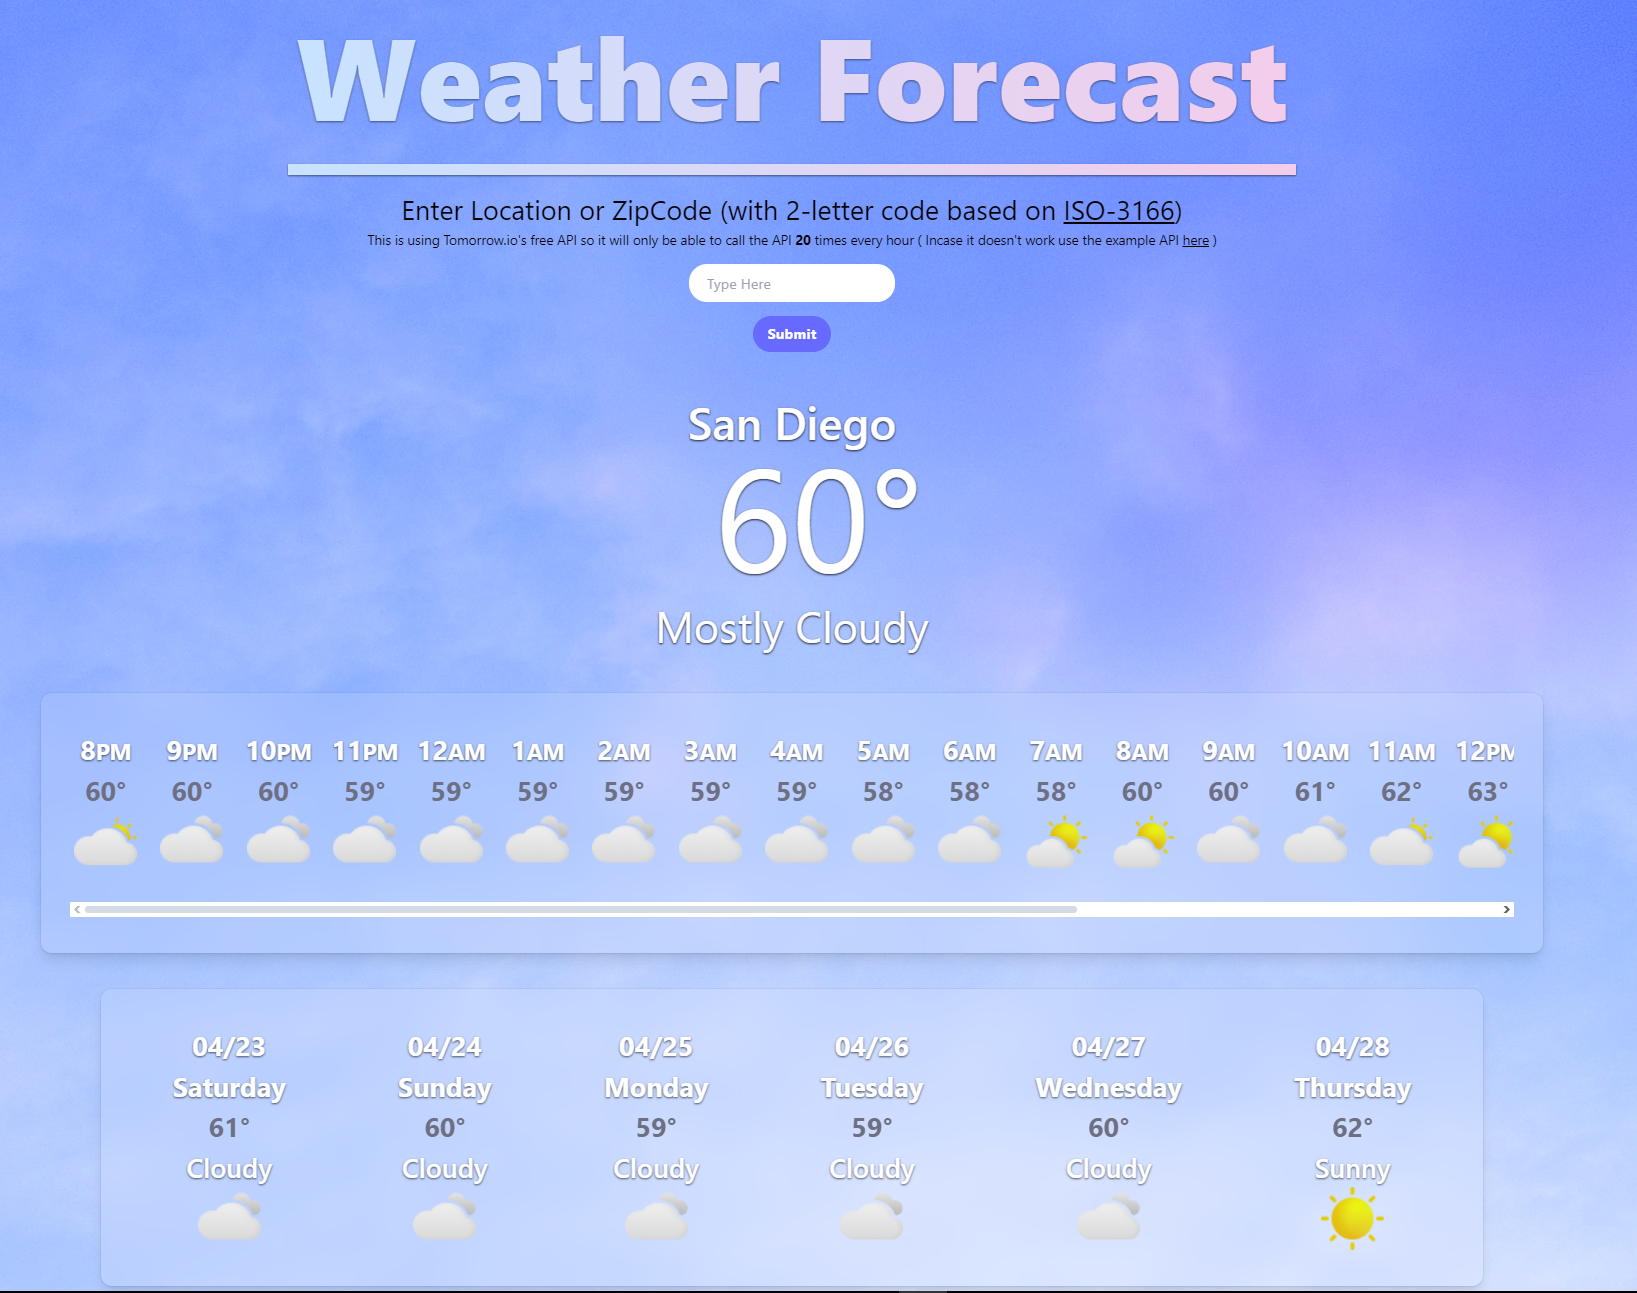 Weather Forecast
Enter Location or ZipCode (with 2-letter code based on ISO-3166)
This is using Tomorrow.io's free API so it will only be able to call the API 20 times every hour ( Incase it doesn't work use the example API here )
Type Here
Submit
San Diego
60°
Mostly Cloudy
8PM 9PM 10PM 11PM 12AM 1AM 2AM 3AM 4AM 5AM 6AM 7AM 8AM 9AM 10AM 11AM 12PM
60° 60° 60° 59° 59° 59° 59° 59° 59° 58° 58° 58° 60° 60° 61° 62° 63°
04/23 04/24 04/25 04/26 04/27 04/28
Saturday Sunday Monday Tuesday Wednesday Thursday
61° 60° 59° 59° 60° 62°
Cloudy Cloudy Cloudy Cloudy Cloudy Sunny